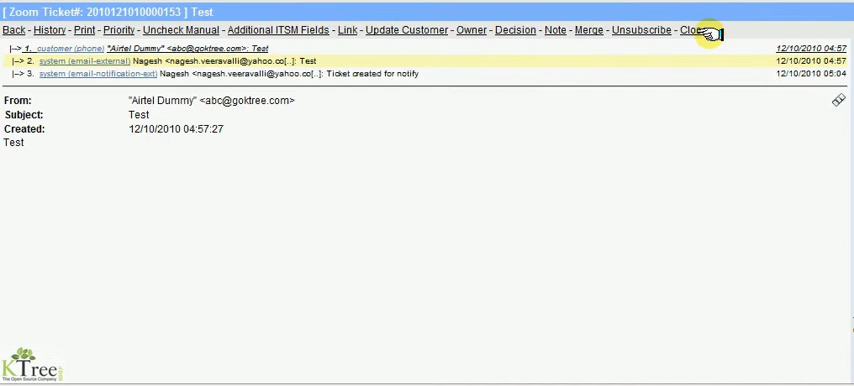 [ Zoom Ticket#: 2010121010000153 ] Test
Back - History - Print - Priority - Uncheck Manual - Additional ITSM Fields - Link - Update Customer - Owner - Decision - Note - Merge - Unsubscribe -
|--> 1. customer (phone) "Airtel Dummy" <abc@goktree.com>: Test 12/10/2010 04:57
|--> 2. system (email-external) Nagesh <nagesh.veeravalli@yahoo.co[..]: Test 12/10/2010 04:57
|--> 3. system (email-notification-ext) Nagesh <nagesh.veeravalli@yahoo.co[..]: Ticket created for notify 12/10/2010 05:04
From: "Airtel Dummy" <abc@goktree.com>
Subject: Test
Created: 12/10/2010 04:57:27
Test
KTree
The Open Source Company